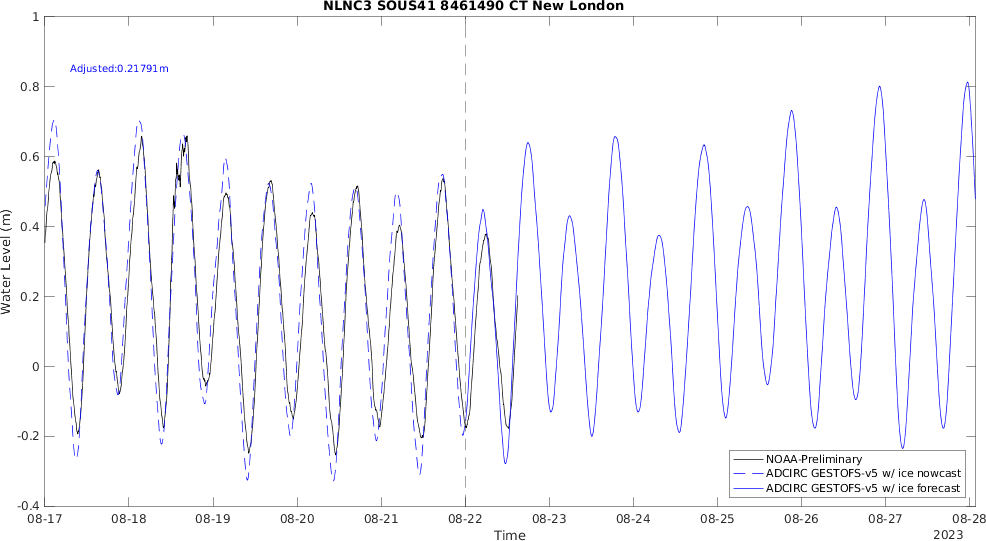 NLNC3 SOUS41 8461490 CT New London
Adjusted:0.21791m
1
0.8
0.6
0.4
0.2
0
-0.2
-0.4
Water Level (m)
NOAA-Preliminary
ADCIRC GESTOFS-v5 w/ ice nowcast
ADCIRC GESTOFS-v5 w/ ice forecast
08-17 08-18 08-19 08-20 08-21 08-22 08-23 08-24 08-25 08-26 08-27 08-28
Time
2023